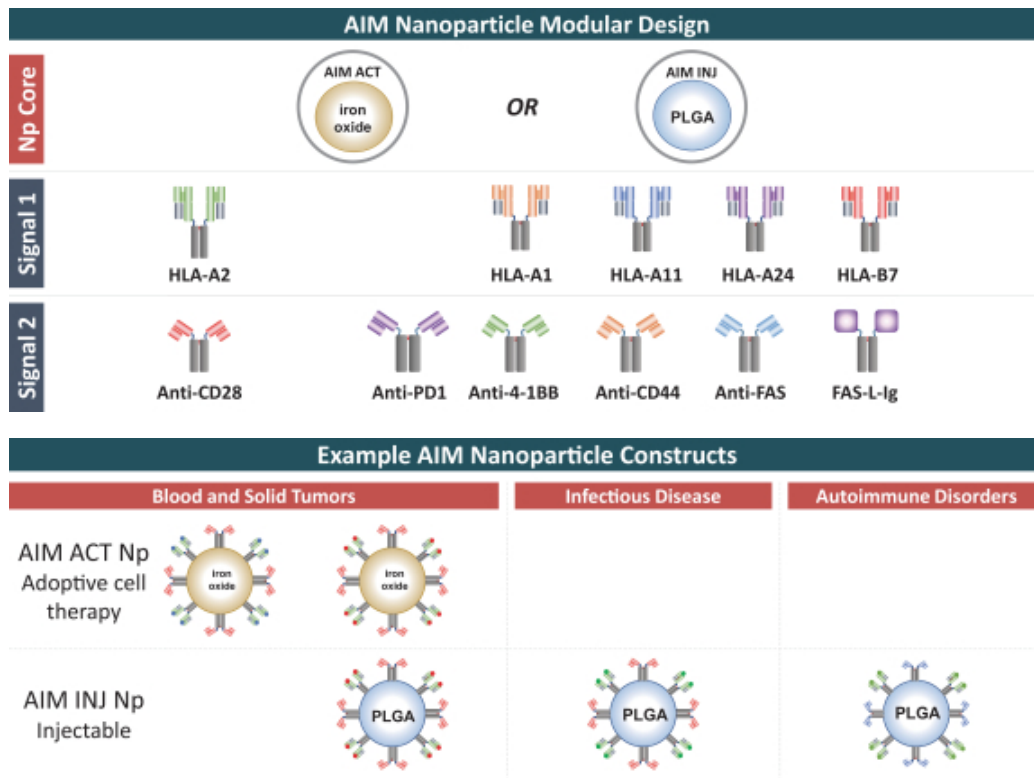 AIM Nanoparticle Modular Design
Np Core
AIM ACT
iron
oxide
OR
AIM INJ
PLGA
Signal 1
HLA-A2
HLA-A1
HLA-A11
HLA-A24
HLA-B7
Signal 2
Anti-CD28
Anti-PD1
Anti-4-1BB
Anti-CD44
Anti-FAS
FAS-L-Ig
Example AIM Nanoparticle Constructs
Blood and Solid Tumors
Infectious Disease
Autoimmune Disorders
AIM ACT Np
Adoptive cell
therapy
iron
oxide
iron
oxide
AIM INJ Np
Injectable
PLGA
PLGA
PLGA